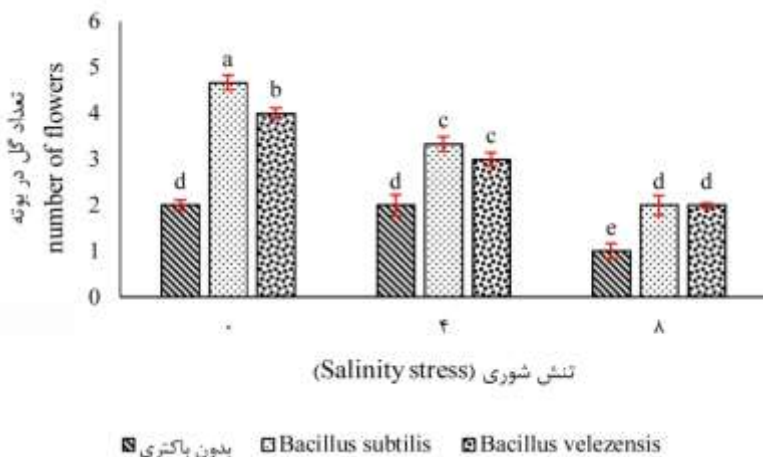 تعداد گل در بوته
number of flowers
6
5
4
3
2
1
0
a
b
c
c
d
d
d
d
e
۰ ۴ ۸
تنش شوری (Salinity stress)
بدون باکتری Bacillus subtilis Bacillus velezensis